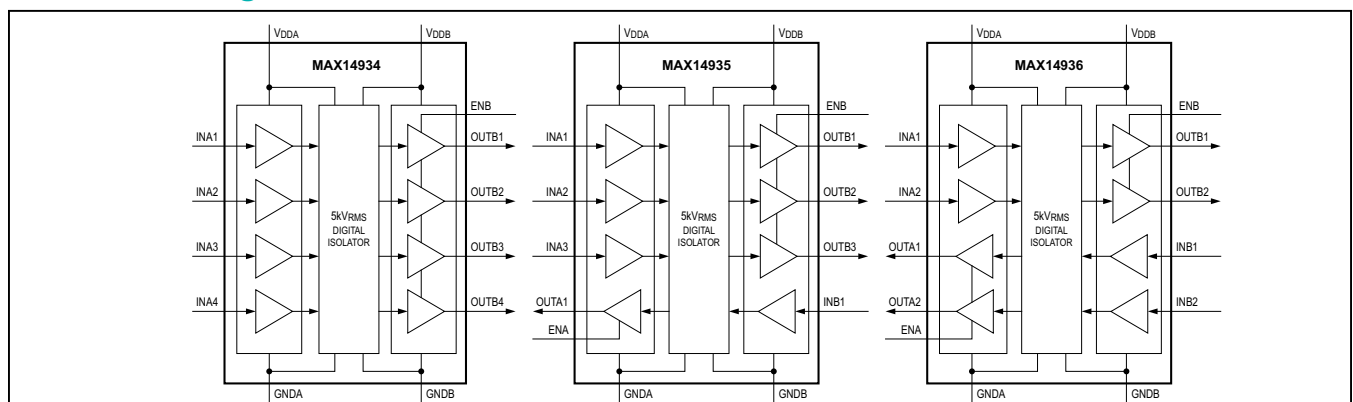 VDDA
VDDB
MAX14934
ENB
INA1
OUTB1
INA2
OUTB2
5kVRMS
DIGITAL
ISOLATOR
INA3
OUTB3
INA4
OUTB4
GNDA
GNDB
VDDA
VDDB
MAX14935
ENB
INA1
OUTB1
INA2
OUTB2
5kVRMS
DIGITAL
ISOLATOR
INA3
OUTB3
OUTA1
INB1
ENA
GNDA
GNDB
VDDA
VDDB
MAX14936
ENB
INA1
OUTB1
INA2
OUTB2
5kVRMS
DIGITAL
ISOLATOR
OUTA1
INB1
OUTA2
INB2
ENA
GNDA
GNDB